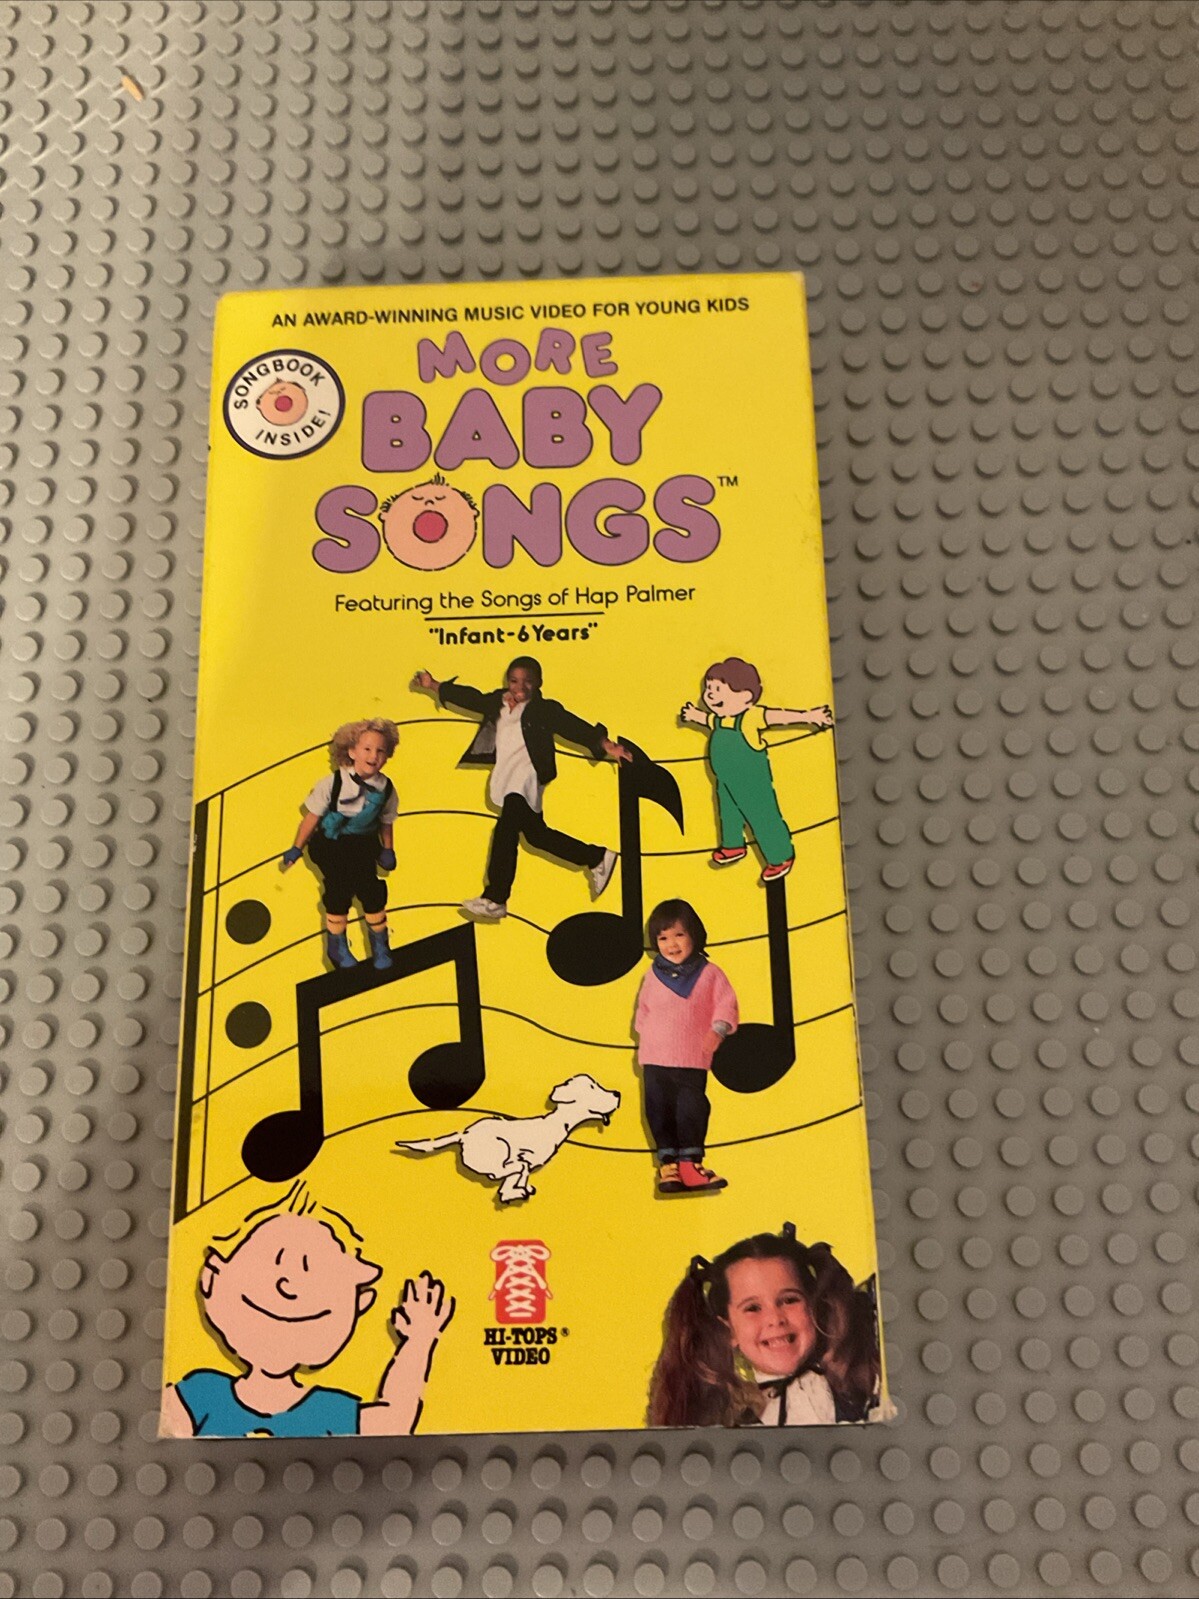 AN AWARD-WINNING MUSIC VIDEO FOR YOUNG KIDS
SONGBOOK
INSIDE!
MORE
BABY
SONGS™
Featuring the Songs of Hap Palmer
"Infant-6 Years"
HI-TOPS®
VIDEO